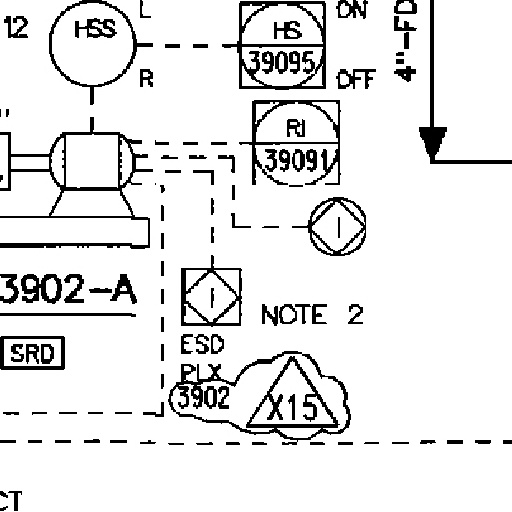 L
ON
12
HSS
HS
39095
R
OFF
4"-FD
"
RI
39091
I
3902-A
I
NOTE 2
SRD
ESD
PLX
3902
X15
CT